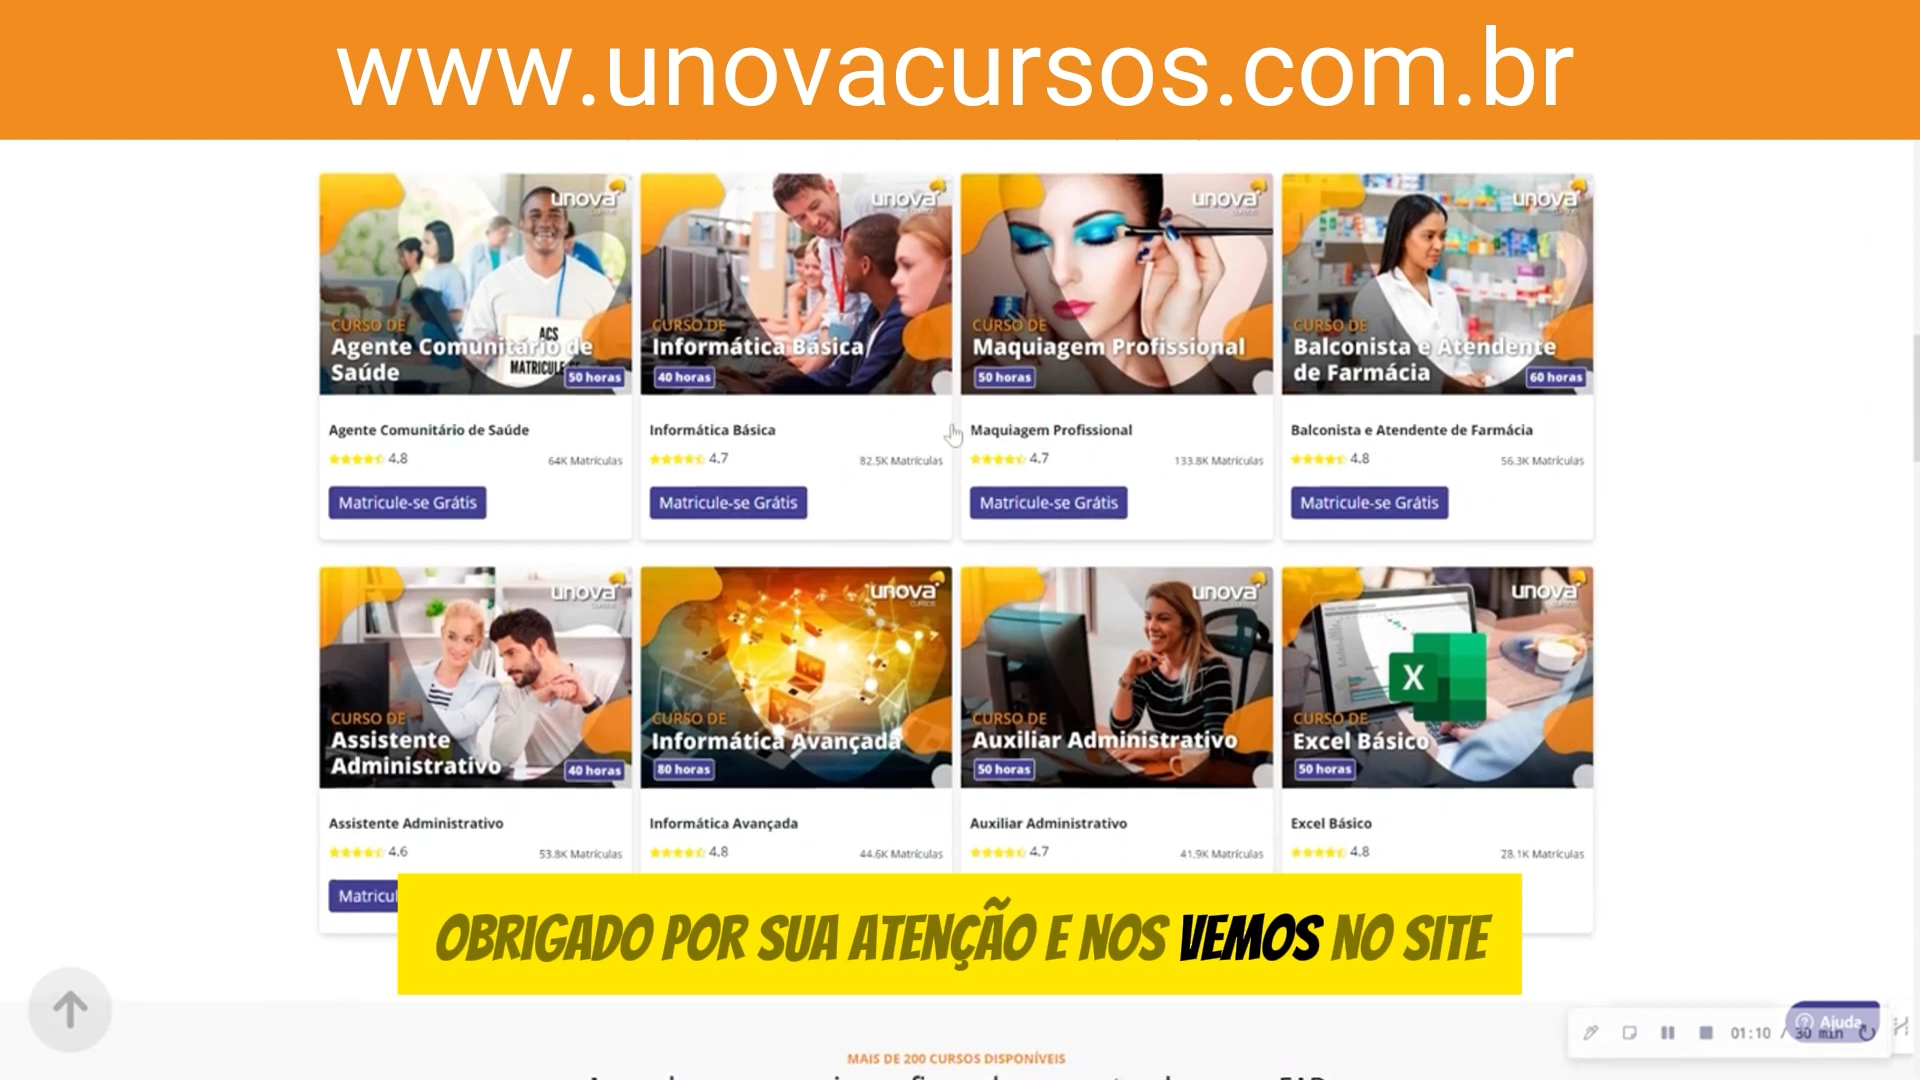 www.unovacursos.com.br
unova
CURSO DE
Agente Comunitário de
Saúde
ACS
50 horas
Agente Comunitário de Saúde
4.8
64K Matrículas
Matricule-se Grátis
unova
CURSO DE
Informática Básica
40 horas
Informática Básica
4.7
82.5K Matrículas
Matricule-se Grátis
unova
CURSO DE
Maquiagem Profissional
50 horas
Maquiagem Profissional
4.7
133.8K Matrículas
Matricule-se Grátis
unova
CURSO DE
Balconista e Atendente
de Farmácia
60 horas
Balconista e Atendente de Farmácia
4.8
56.3K Matrículas
Matricule-se Grátis
unova
CURSOS
CURSO DE
Assistente
Administrativo
40 horas
Assistente Administrativo
4.6
53.8K Matrículas
unova
CURSOS
CURSO DE
Informática Avançada
80 horas
Informática Avançada
4.8
44.6K Matrículas
unova
CURSO DE
Auxiliar Administrativo
50 horas
Auxiliar Administrativo
4.7
41.9K Matrículas
unova
X
CURSO DE
Excel Básico
50 horas
Excel Básico
4.8
28.1K Matrículas
OBRIGADO POR SUA ATENÇÃO E NOS VEMOS NO SITE
MAIS DE 200 CURSOS DISPONÍVEIS
Ajuda
01:10 / 30 min